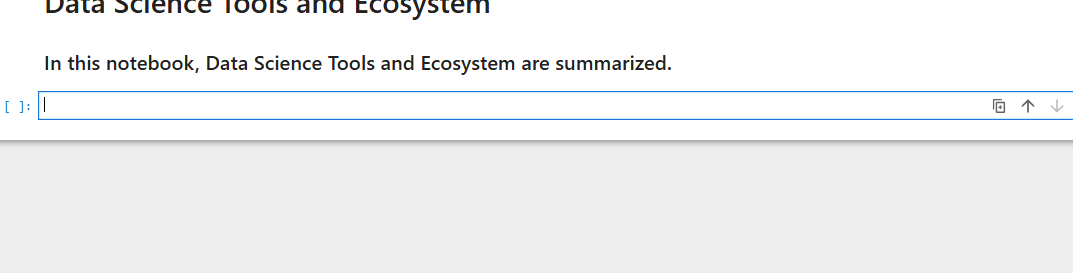 Data Science Tools and Ecosystem
In this notebook, Data Science Tools and Ecosystem are summarized.
[ ]: